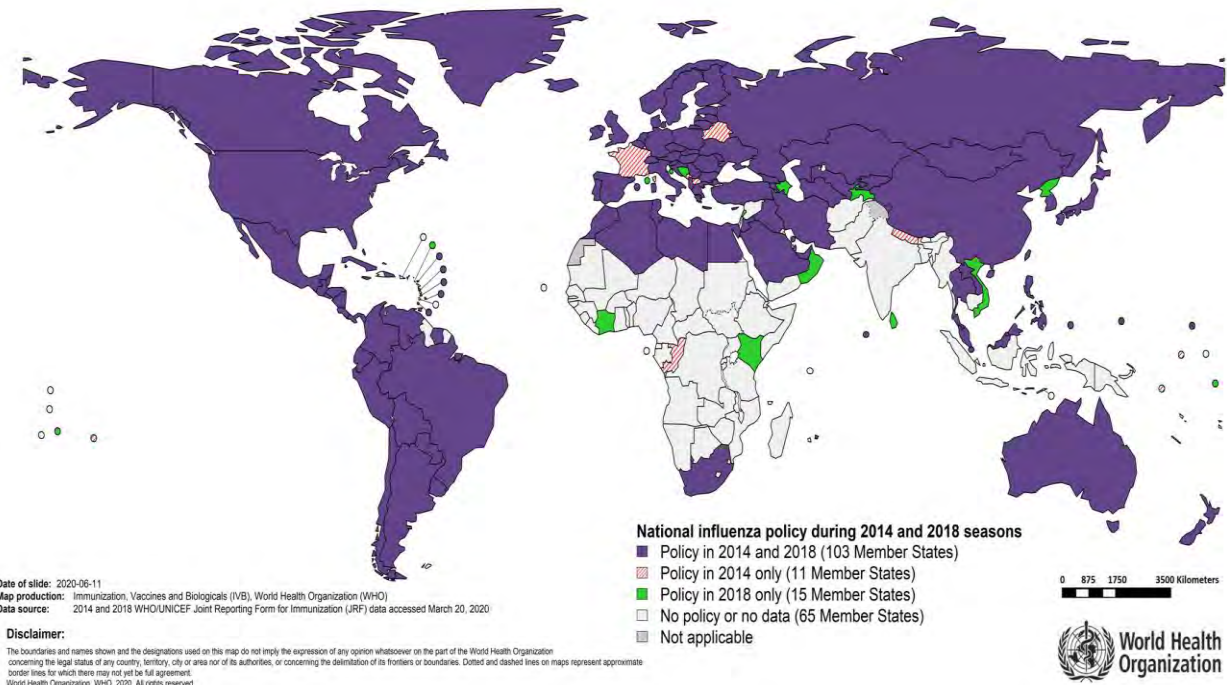 National influenza policy during 2014 and 2018 seasons
Policy in 2014 and 2018 (103 Member States)
Policy in 2014 only (11 Member States)
Policy in 2018 only (15 Member States)
No policy or no data (65 Member States)
Not applicable
0 875 1750 3500 Kilometers
Date of slide: 2020-06-11
Map production: Immunization, Vaccines and Biologicals (IVB), World Health Organization (WHO)
Data source: 2014 and 2018 WHO/UNICEF Joint Reporting Form for Immunization (JRF) data accessed March 20, 2020
Disclaimer:
The boundaries and names shown and the designations used on this map do not imply the expression of any opinion whatsoever on the part of the World Health Organization
concerning the legal status of any country, territory, city or area nor of its authorities, or concerning the delimitation of its frontiers or boundaries. Dotted and dashed lines on maps represent approximate
border lines for which there may not yet be full agreement.
World Health Organization, WHO, 2020. All rights reserved
World Health
Organization